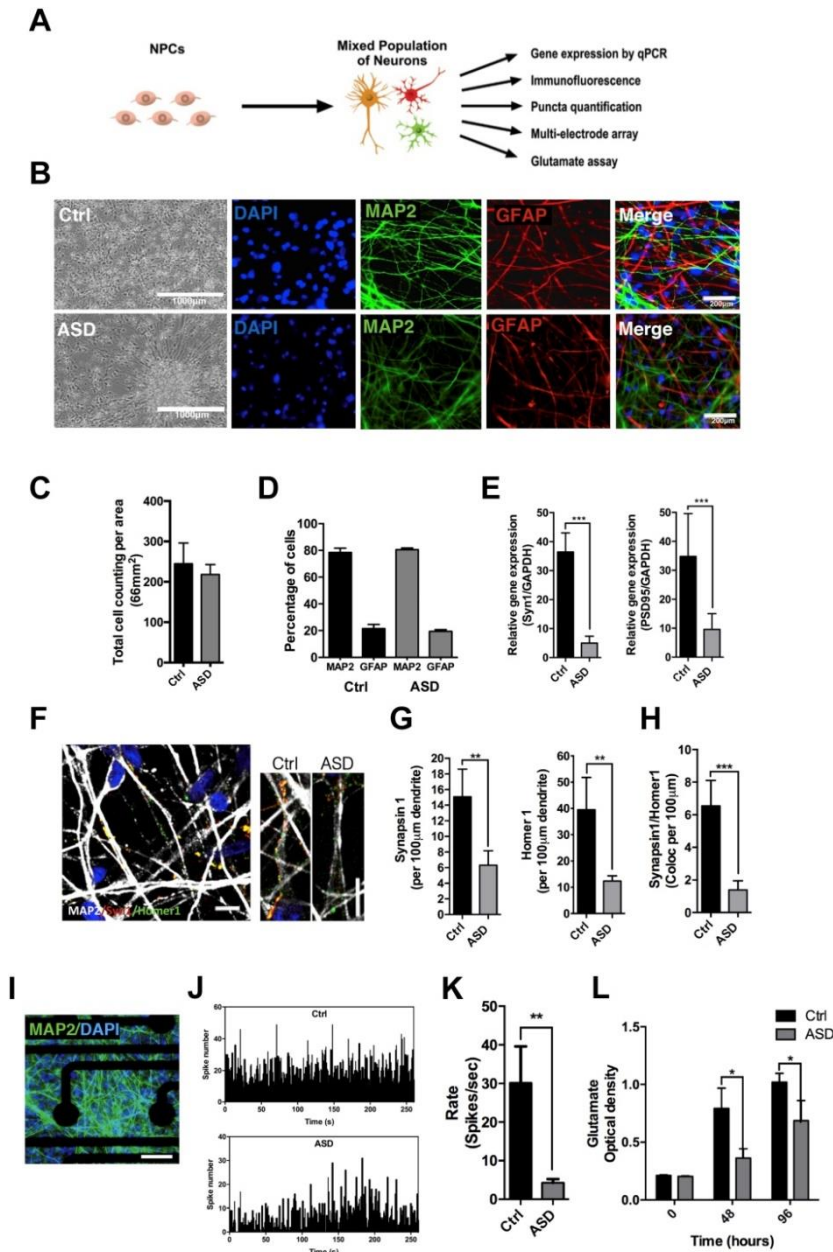 A
NPCs
Mixed Population
of Neurons
Gene expression by qPCR
Immunofluorescence
Puncta quantification
Multi-electrode array
Glutamate assay
B
Ctrl
DAPI
MAP2
GFAP
Merge
1000µm
200µm
ASD
DAPI
MAP2
GFAP
Merge
1000µm
200µm
C
Total cell counting per area
(66mm²)
400
300
200
100
0
Ctrl
ASD
D
Percentage of cells
100
80
60
40
20
0
MAP2 GFAP MAP2 GFAP
Ctrl ASD
E
Relative gene expression
(Syn1/GAPDH)
50
40
30
20
10
0
***
Ctrl
ASD
Relative gene expression
(PSD95/GAPDH)
50
40
30
20
10
0
***
Ctrl
ASD
F
MAP2/Syn1/Homer1
Ctrl ASD
G
Synapsin 1
(per 100µm dendrite)
20
18
16
14
12
10
8
6
4
2
0
**
Ctrl
ASD
Homer 1
(per 100µm dendrite)
60
50
40
30
20
10
0
**
Ctrl
ASD
H
Synapsin1/Homer1
(Coloc per 100µm)
10
8
6
4
2
0
***
Ctrl
ASD
I
MAP2/DAPI
J
Ctrl
Spike number
60
40
20
0
0 50 100 150 200 250
Time (s)
ASD
Spike number
40
30
20
10
0
0 50 100 150 200 250
Time (s)
K
Rate
(Spikes/sec)
50
40
30
20
10
0
**
Ctrl
ASD
L
Ctrl
ASD
Glutamate
Optical density
1.5
1.0
0.5
0.0
*
*
0 48 96
Time (hours)